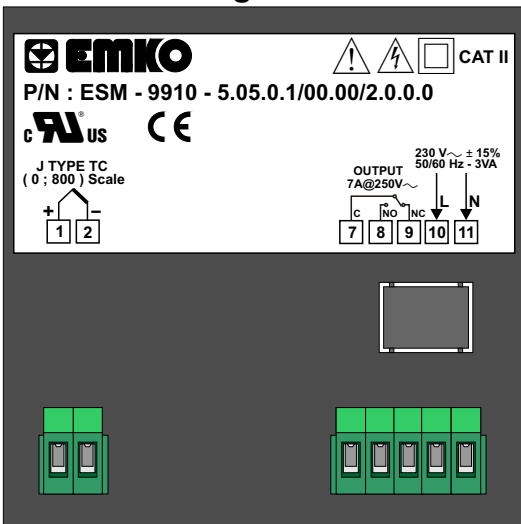 EMKO
CAT II
P/N : ESM - 9910 - 5.05.0.1/00.00/2.0.0.0
c RU ® US CE
J TYPE TC
( 0 ; 800 ) Scale
+ −
1 2
230 V∼ ± 15%
50/60 Hz - 3VA
OUTPUT
7A@250V∼
L N
C NO NC
7 8 9 10 11